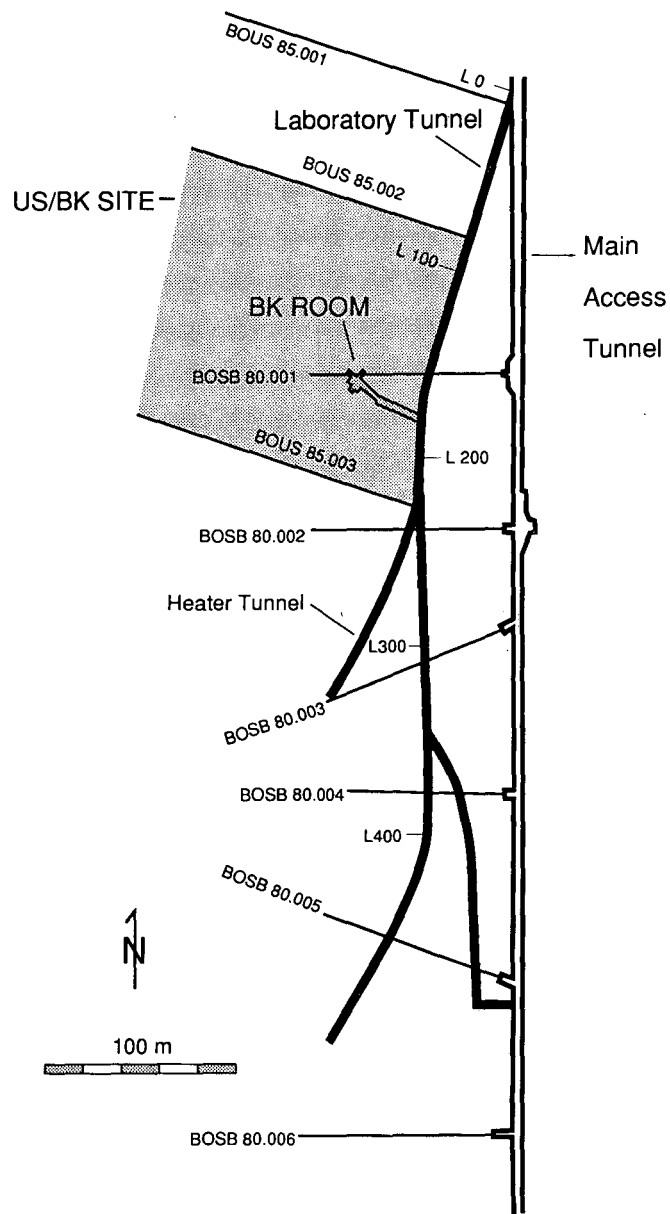 BOUS 85.001
L 0
Laboratory Tunnel
BOUS 85.002
US/BK SITE
L 100
Main
Access
Tunnel
BK ROOM
BOSB 80.001
BOUS 85.003
L 200
BOSB 80.002
Heater Tunnel
L300
BOSB 80.003
BOSB 80.004
L400
BOSB 80.005
N
100 m
BOSB 80.006